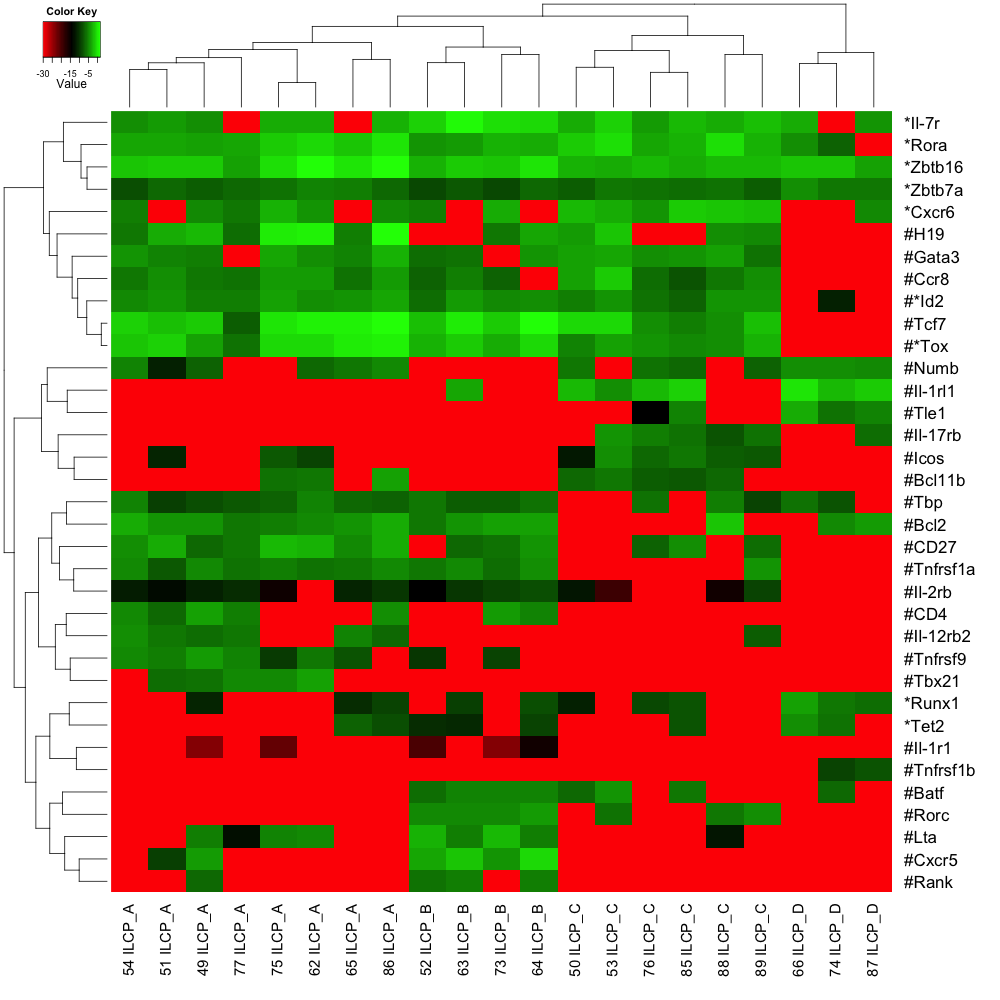 Color Key
-30 -15 -5
Value
*Il-7r
*Rora
*Zbtb16
*Zbtb7a
*Cxcr6
#H19
#Gata3
#Ccr8
#*Id2
#Tcf7
#*Tox
#Numb
#Il-1rl1
#Tle1
#Il-17rb
#Icos
#Bcl11b
#Tbp
#Bcl2
#CD27
#Tnfrsf1a
#Il-2rb
#CD4
#Il-12rb2
#Tnfrsf9
#Tbx21
*Runx1
*Tet2
#Il-1r1
#Tnfrsf1b
#Batf
#Rorc
#Lta
#Cxcr5
#Rank
54 ILCP_A
51 ILCP_A
49 ILCP_A
77 ILCP_A
75 ILCP_A
62 ILCP_A
65 ILCP_A
86 ILCP_A
52 ILCP_B
63 ILCP_B
73 ILCP_B
64 ILCP_B
50 ILCP_C
53 ILCP_C
76 ILCP_C
85 ILCP_C
88 ILCP_C
89 ILCP_C
66 ILCP_D
74 ILCP_D
87 ILCP_D